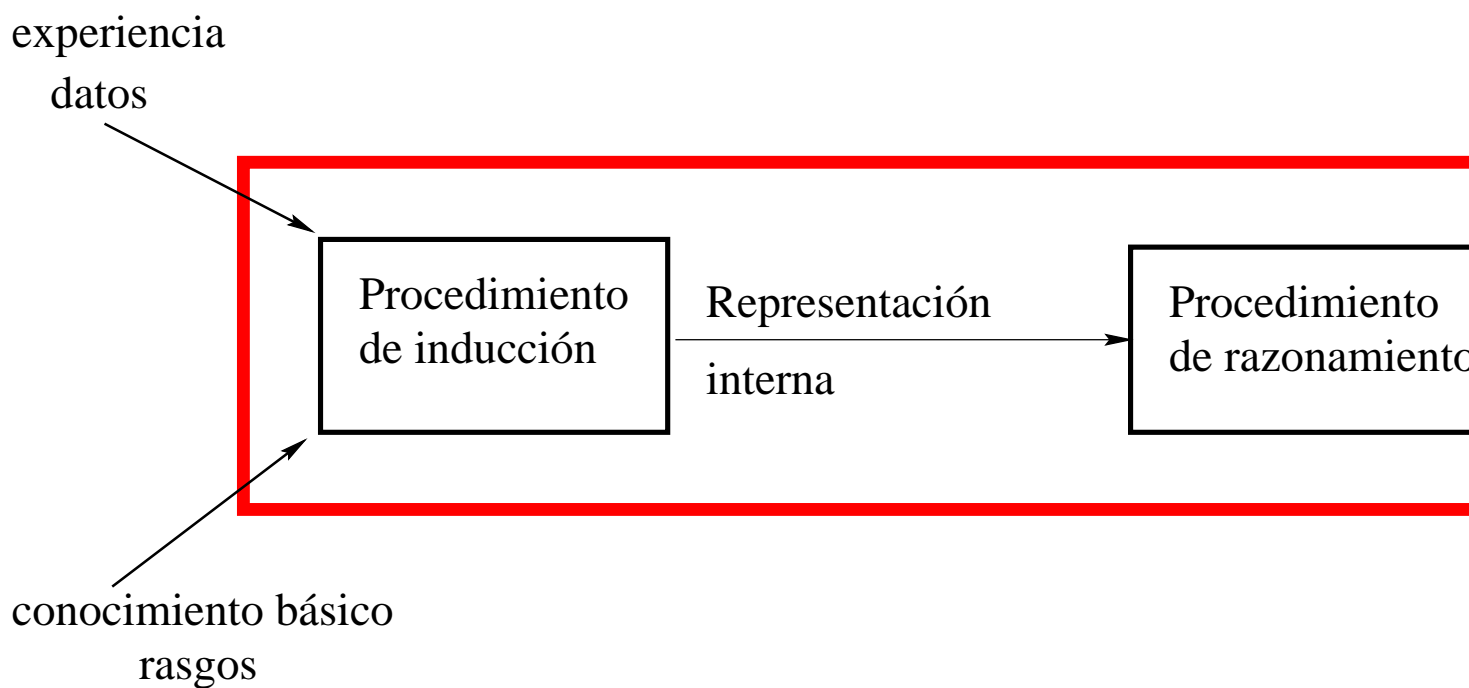 experiencia
datos
Procedimiento
de inducción
Representación
interna
Procedimiento
de razonamiento
conocimiento básico
rasgos